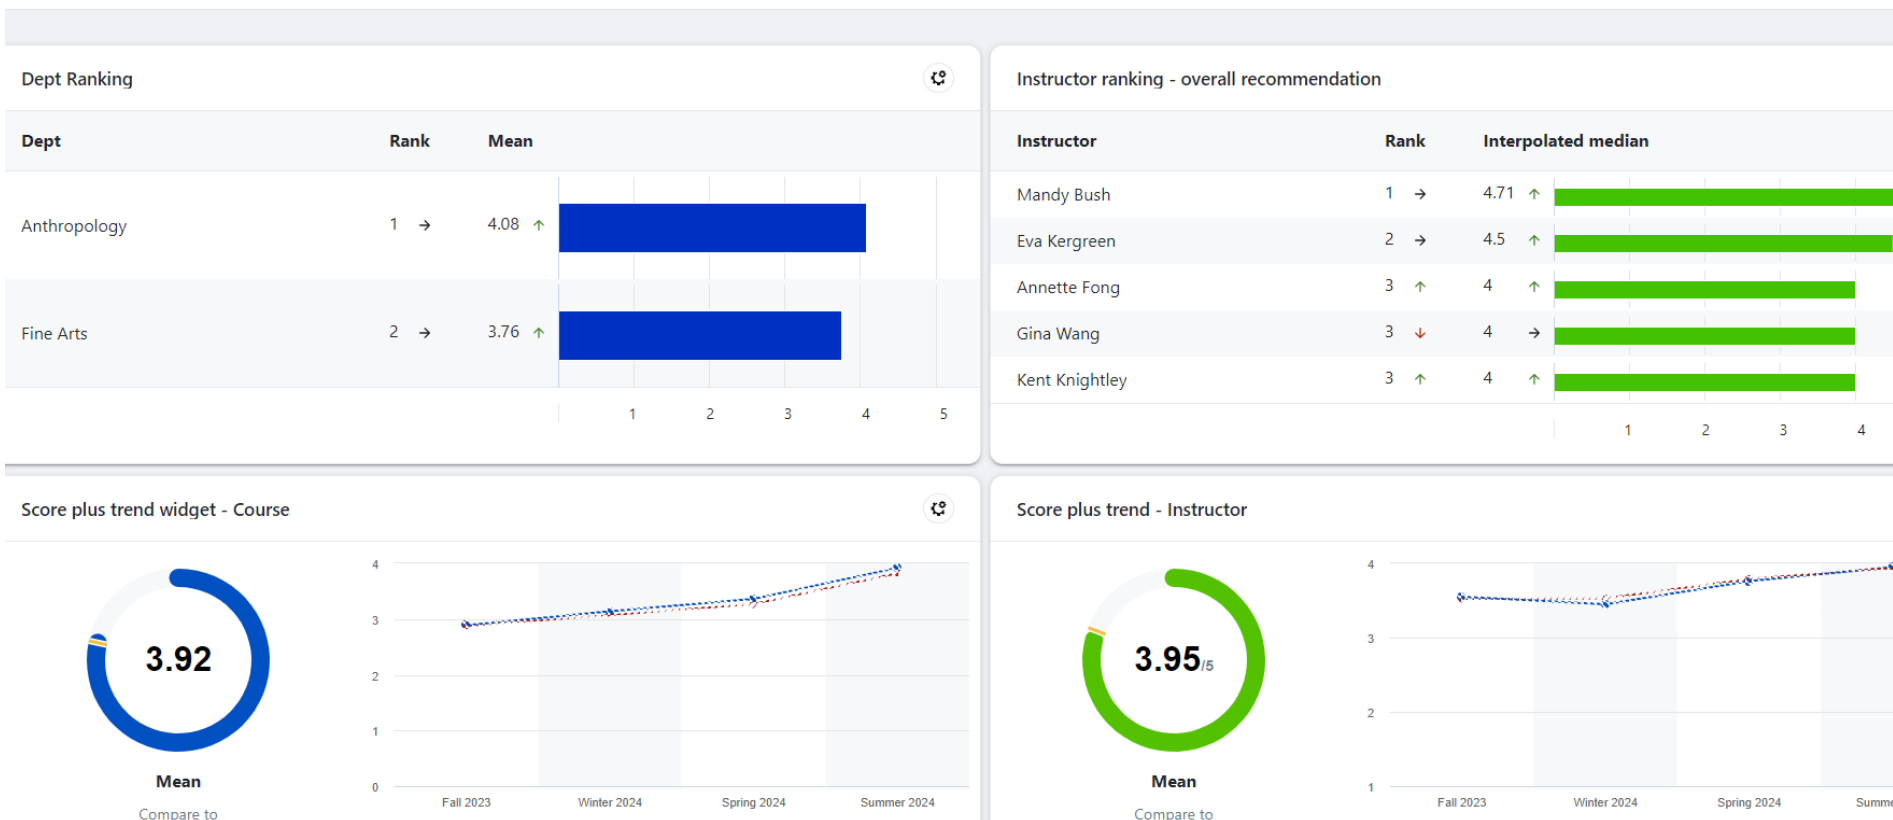 Dept Ranking
Dept Rank Mean
Anthropology 1 → 4.08 ↑
Fine Arts 2 → 3.76 ↑
1 2 3 4 5
Instructor ranking - overall recommendation
Instructor Rank Interpolated median
Mandy Bush 1 → 4.71 ↑
Eva Kergreen 2 → 4.5 ↑
Annette Fong 3 ↑ 4 ↑
Gina Wang 3 ↓ 4 →
Kent Knightley 3 ↑ 4 ↑
1 2 3 4
Score plus trend widget - Course
3.92
Mean
Compare to
4
3
2
1
0
Fall 2023 Winter 2024 Spring 2024 Summer 2024
Score plus trend - Instructor
3.95/5
Mean
Compare to
4
3
2
1
Fall 2023 Winter 2024 Spring 2024 Summe